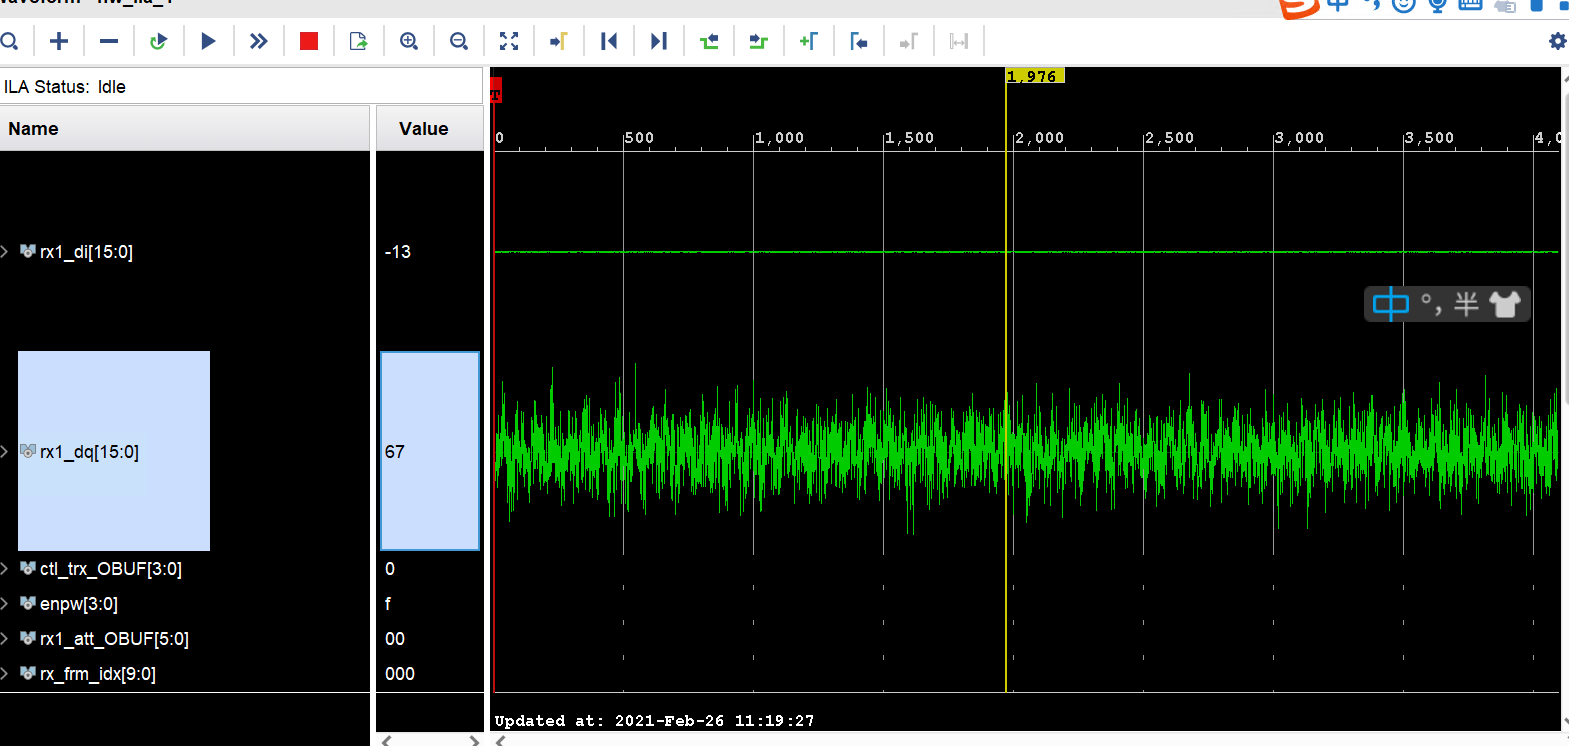 ILA Status: Idle
Name
Value
1,976
T
0
500
1,000
1,500
2,000
2,500
3,000
3,500
rx1_di[15:0]
-13
中 °, 半
rx1_dq[15:0]
67
ctl_trx_OBUF[3:0]
0
enpw[3:0]
f
rx1_att_OBUF[5:0]
00
rx_frm_idx[9:0]
000
Updated at: 2021-Feb-26 11:19:27